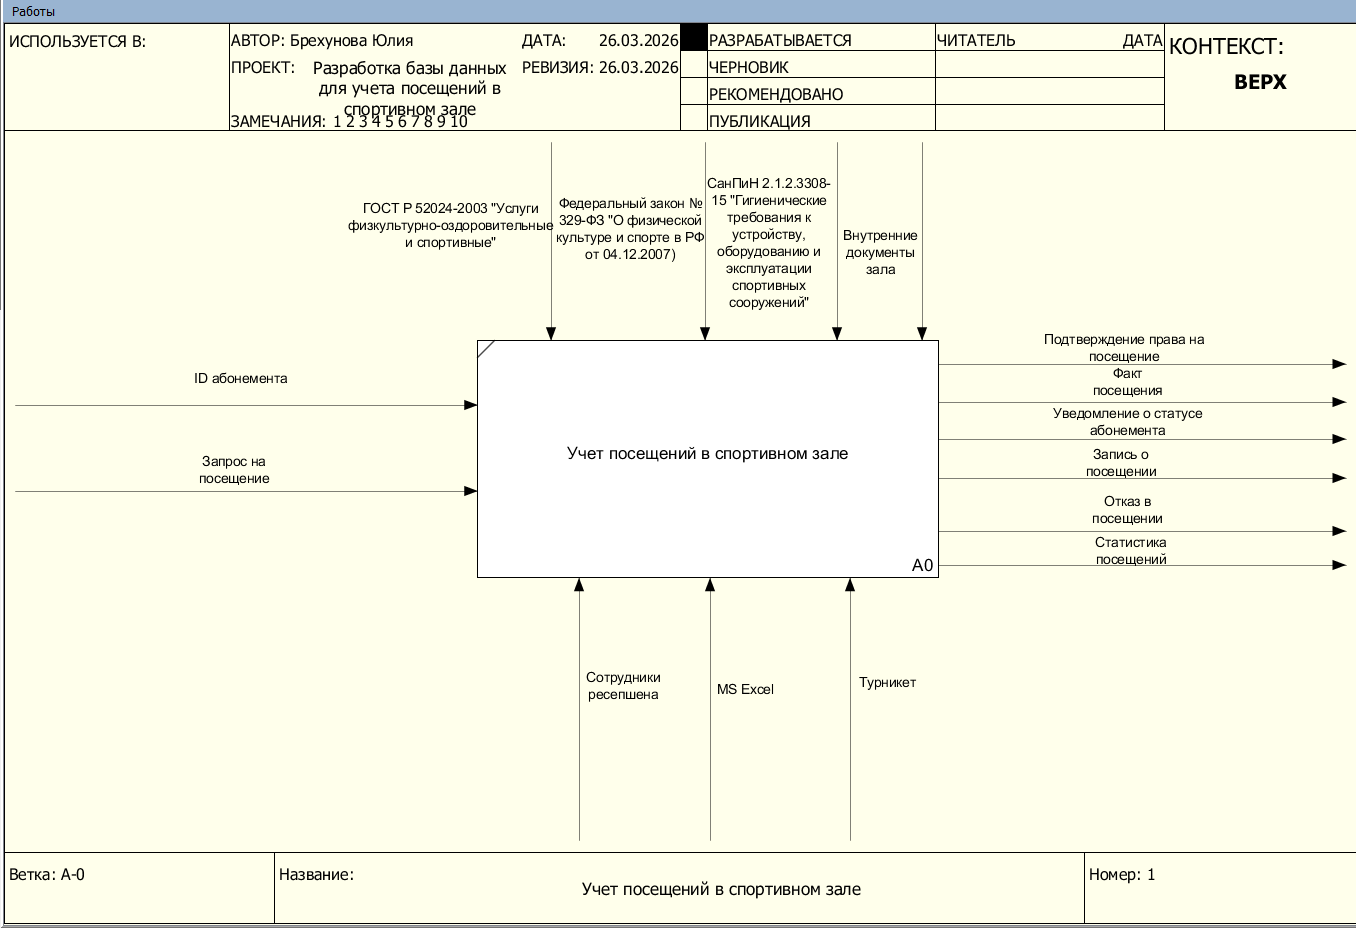 Работы
ИСПОЛЬЗУЕТСЯ В:
АВТОР: Брехунова Юлия
ДАТА: 26.03.2026
ПРОЕКТ: Разработка базы данных
для учета посещений в
спортивном зале
РЕВИЗИЯ: 26.03.2026
ЗАМЕЧАНИЯ: 1 2 3 4 5 6 7 8 9 10
РАЗРАБАТЫВАЕТСЯ
ЧЕРНОВИК
РЕКОМЕНДОВАНО
ПУБЛИКАЦИЯ
ЧИТАТЕЛЬ ДАТА
КОНТЕКСТ:
ВЕРХ
ГОСТ Р 52024-2003 "Услуги
физкультурно-оздоровительные
и спортивные"
Федеральный закон №
329-ФЗ "О физической
культуре и спорте в РФ
от 04.12.2007)
СанПиН 2.1.2.3308-
15 "Гигиенические
требования к
устройству,
оборудованию и
эксплуатации
спортивных
сооружений"
Внутренние
документы
зала
ID абонемента
Запрос на
посещение
Учет посещений в спортивном зале
A0
Подтверждение права на
посещение
Факт
посещения
Уведомление о статусе
абонемента
Запись о
посещении
Отказ в
посещении
Статистика
посещений
Сотрудники
ресепшена
MS Excel
Турникет
Ветка: A-0
Название:
Учет посещений в спортивном зале
Номер: 1